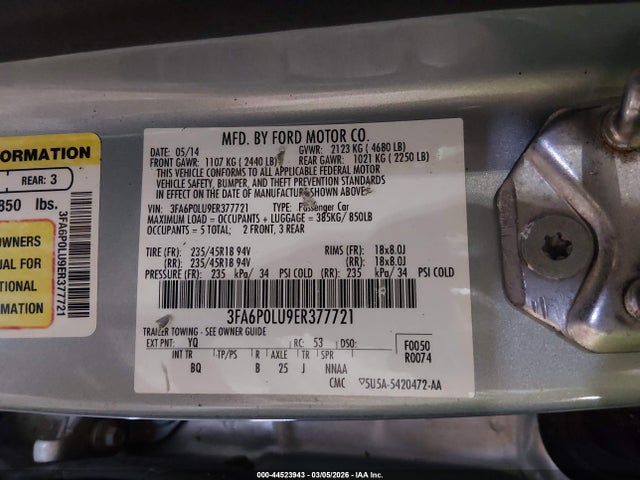 ORMATION
REAR: 3
850 lbs.
OWNERS
UAL FOR
TIONAL
RMATION
3FA6P0LU9ER377721
MFD. BY FORD MOTOR CO.
05/14 GVWR: 2123 KG ( 4680 LB)
FRONT GAWR: 1107 KG ( 2440 LB) REAR GAWR: 1021 KG ( 2250 LB)
THIS VEHICLE CONFORMS TO ALL APPLICABLE FEDERAL MOTOR
VEHICLE SAFETY, BUMPER, AND THEFT PREVENTION STANDARDS
IN EFFECT ON THE DATE OF MANUFACTURE SHOWN ABOVE.
VIN: 3FA6P0LU9ER377721 TYPE: Passenger Car
MAXIMUM LOAD = OCCUPANTS + LUGGAGE = 385KG/ 850LB
OCCUPANTS = 5 TOTAL; 2 FRONT, 3 REAR
TIRE (FR): 235/45R18 94V RIMS (FR): 18x8.0J
(RR): 235/45R18 94V (RR): 18x8.0J
PRESSURE (FR): 235 kPa/ 34 PSI COLD (RR): 235 kPa/ 34 PSI COLD
3FA6P0LU9ER377721
TRAILER TOWING - SEE OWNER GUIDE
EXT PNT: YQ RC: 53 DSO: F0050
R0074
INT TR TP/PS R AXLE TR SPR
BQ B 25 J NNAA
CMC ▽5U5A-5420472-AA
000-44523943 - 03/05/2026 - IAA Inc.